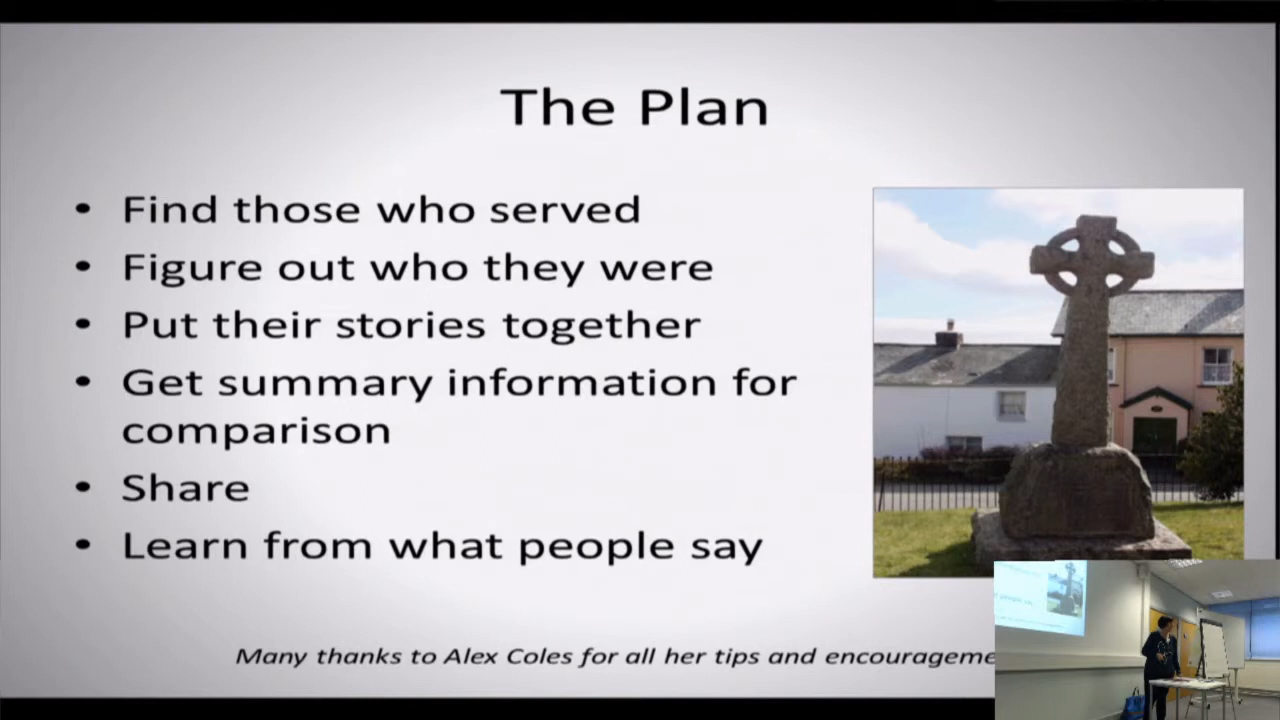 The Plan
• Find those who served
• Figure out who they were
• Put their stories together
• Get summary information for
comparison
• Share
• Learn from what people say
Many thanks to Alex Coles for all her tips and encourageme